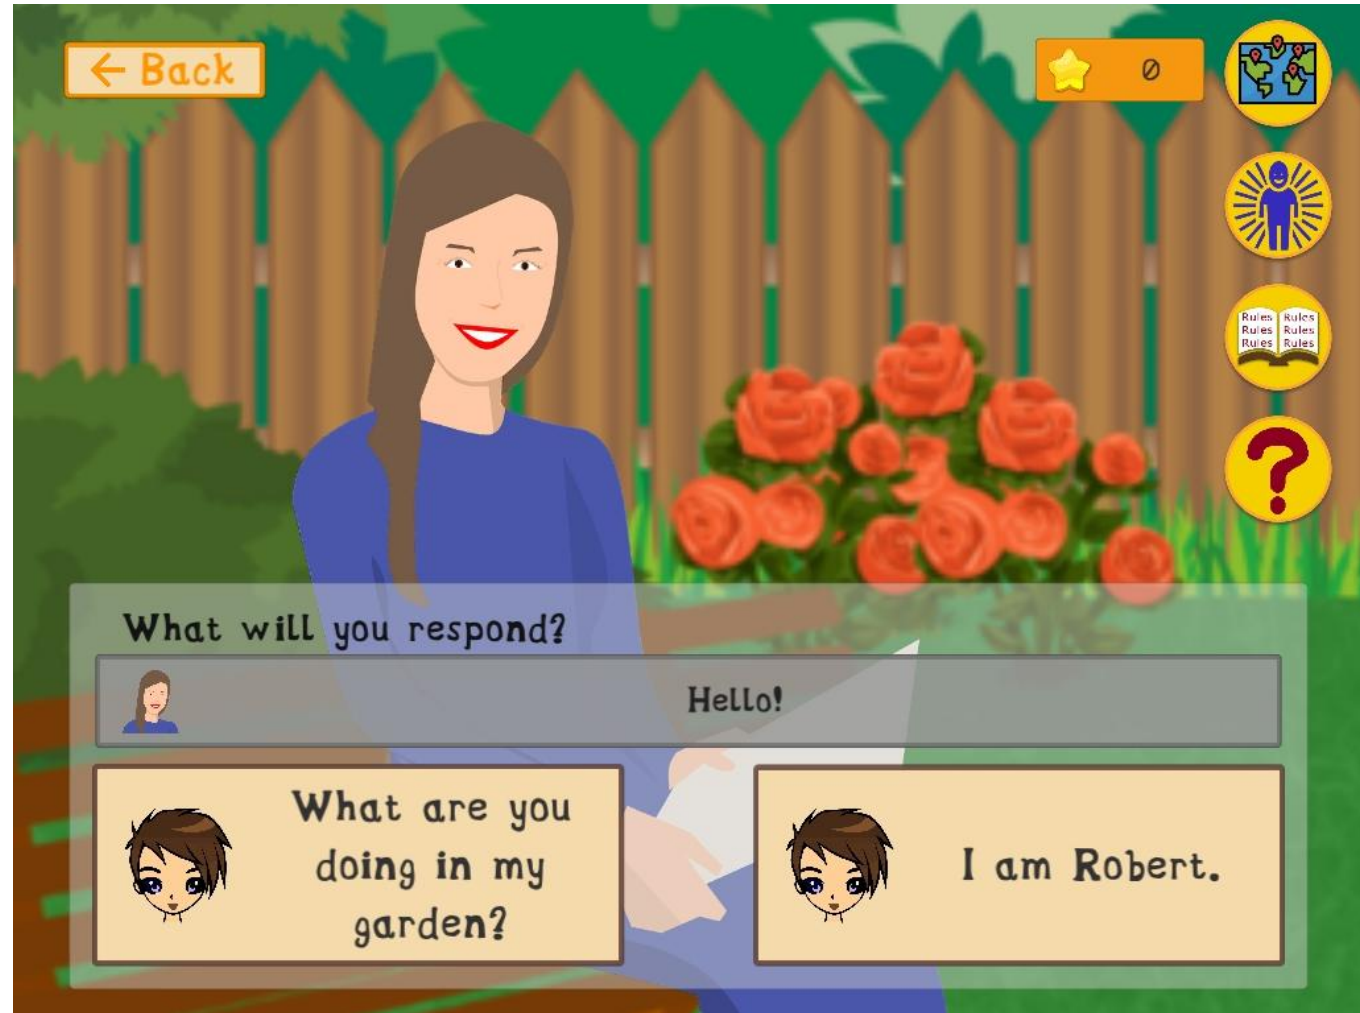 ← Back
0
Rules Rules
Rules Rules
Rules Rules
What will you respond?
Hello!
What are you
doing in my
garden?
I am Robert.